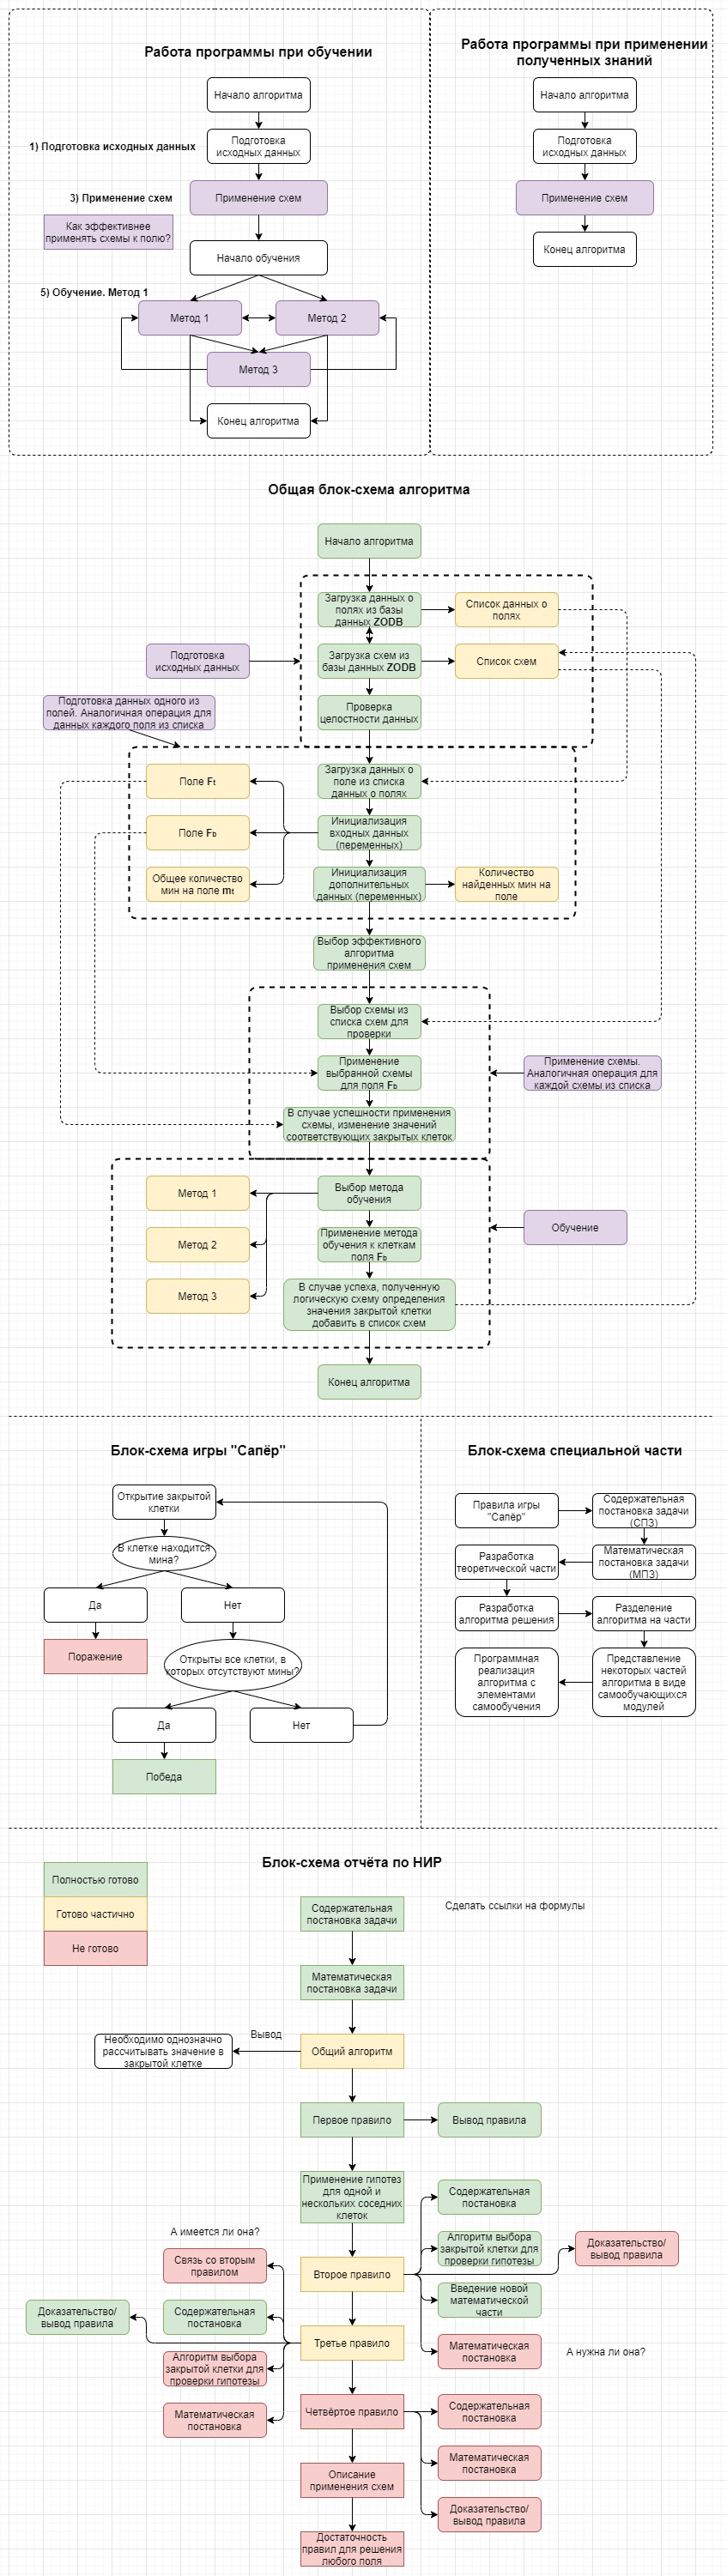 Работа программы при обучении
Начало алгоритма
1) Подготовка исходных данных
Подготовка
исходных данных
3) Применение схем
Применение схем
Как эффективнее
применять схемы к полю?
Начало обучения
5) Обучение. Метод 1
Метод 1
Метод 2
Метод 3
Конец алгоритма
Работа программы при применении
полученных знаний
Начало алгоритма
Подготовка
исходных данных
Применение схем
Конец алгоритма
Общая блок-схема алгоритма
Начало алгоритма
Загрузка данных о
полях из базы
данных ZODB
Список данных о
полях
Подготовка
исходных данных
Загрузка схем из
базы данных ZODB
Список схем
Подготовка данных одного из
полей. Аналогичная операция для
данных каждого поля из списка
Проверка
целостности данных
Поле Ft
Загрузка данных о
поле из списка
данных о полях
Поле Fb
Инициализация
входных данных
(переменных)
Общее количество
мин на поле mt
Инициализация
дополнительных
данных (переменных)
Количество
найденных мин на
поле
Выбор эффективного
алгоритма
применения схем
Выбор схемы из
списка схем для
проверки
Применение
выбранной схемы
для поля Fb
Применение схемы.
Аналогичная операция для
каждой схемы из списка
В случае успешности применения
схемы, изменение значений
соответствующих закрытых клеток
Метод 1
Выбор метода
обучения
Метод 2
Применение метода
обучения к клеткам
поля Fb
Обучение
Метод 3
В случае успеха, полученную
логическую схему определения
значения закрытой клетки
добавить в список схем
Конец алгоритма
Блок-схема игры "Сапёр"
Открытие закрытой
клетки
В клетке находится
мина?
Да
Нет
Поражение
Открыты все клетки, в
которых отсутствуют мины?
Да
Нет
Победа
Блок-схема специальной части
Правила игры
"Сапёр"
Содержательная
постановка задачи
(СПЗ)
Разработка
теоретической части
Математическая
постановка задачи
(МПЗ)
Разработка
алгоритма решения
Разделение
алгоритма на части
Программная
реализация
алгоритма с
элементами
самообучения
Представление
некоторых частей
алгоритма в виде
самообучающихся
модулей
Блок-схема отчёта по НИР
Полностью готово
Готово частично
Не готово
Содержательная
постановка задачи
Сделать ссылки на формулы
Математическая
постановка задачи
Необходимо однозначно
рассчитывать значение в
закрытой клетке
Вывод
Общий алгоритм
Первое правило
Вывод правила
Применение гипотез
для одной и
нескольких соседних
клеток
Содержательная
постановка
А имеется ли она?
Связь со вторым
правилом
Второе правило
Алгоритм выбора
закрытой клетки для
проверки гипотезы
Доказательство/
вывод правила
Введение новой
математической
части
Доказательство/
вывод правила
Содержательная
постановка
Третье правило
Математическая
постановка
А нужна ли она?
Алгоритм выбора
закрытой клетки для
проверки гипотезы
Математическая
постановка
Четвёртое правило
Содержательная
постановка
Математическая
постановка
Описание
применения схем
Доказательство/
вывод правила
Достаточность
правил для решения
любого поля